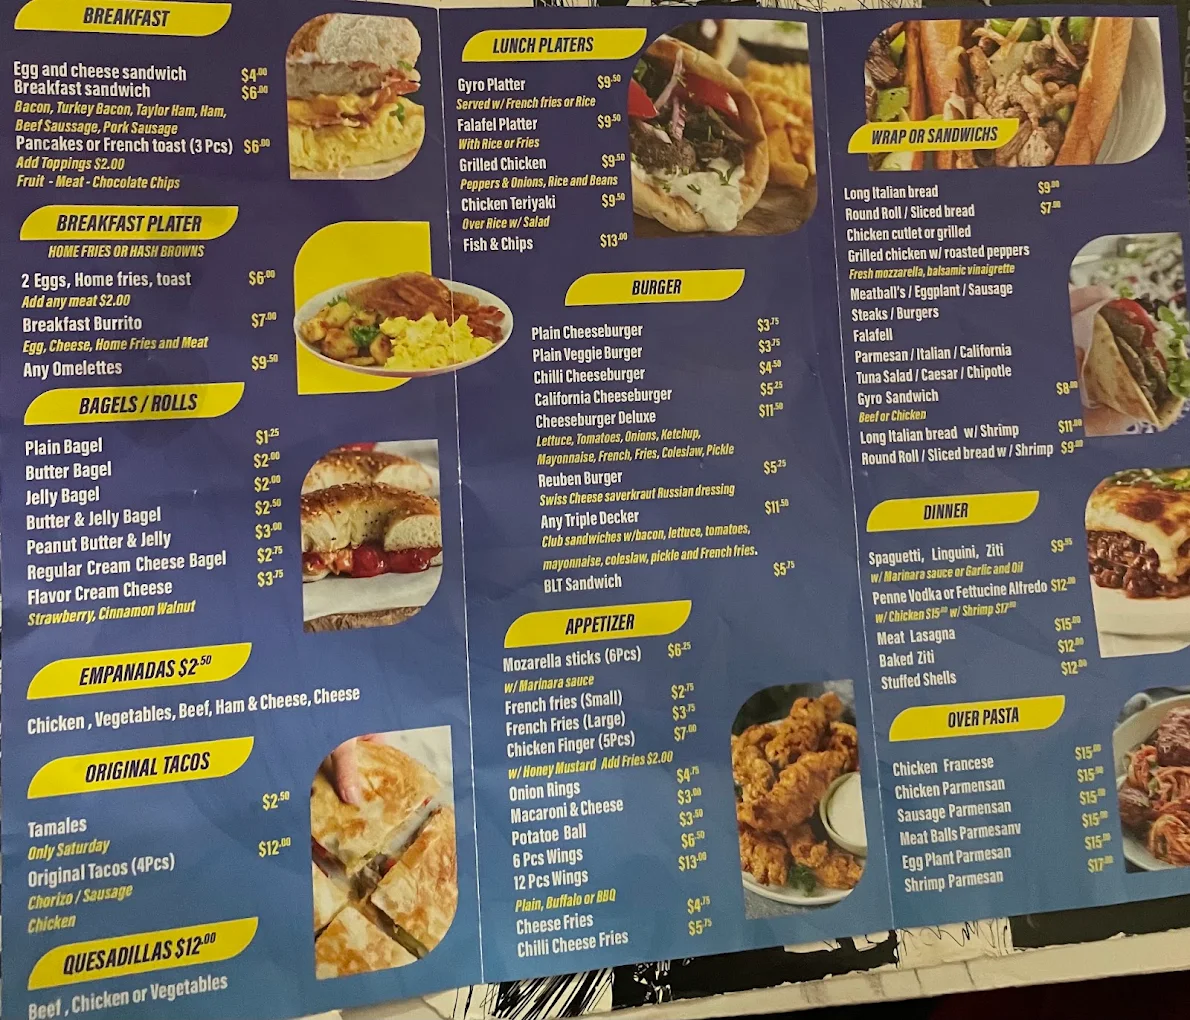 BREAKFAST
Egg and cheese sandwich $4.00
Breakfast sandwich $6.00
Bacon, Turkey Bacon, Taylor Ham, Ham,
Beef Saussage, Pork Sausage
Pancakes or French toast (3 Pcs) $6.00
Add Toppings $2.00
Fruit - Meat - Chocolate Chips
BREAKFAST PLATER
HOME FRIES OR HASH BROWNS
2 Eggs, Home fries, toast $6.00
Add any meat $2.00
Breakfast Burrito $7.00
Egg, Cheese, Home Fries and Meat
Any Omelettes $9.50
BAGELS / ROLLS
Plain Bagel $1.25
Butter Bagel $2.00
Jelly Bagel $2.00
Butter & Jelly Bagel $2.50
Peanut Butter & Jelly $3.00
Regular Cream Cheese Bagel $2.75
Flavor Cream Cheese $3.75
Strawberry, Cinnamon Walnut
EMPANADAS $2.50
Chicken , Vegetables, Beef, Ham & Cheese, Cheese
ORIGINAL TACOS
Tamales $2.50
Only Saturday
Original Tacos (4Pcs) $12.00
Chorizo / Sausage
Chicken
QUESADILLAS $12.00
Beef , Chicken or Vegetables
LUNCH PLATERS
Gyro Platter $9.50
Served w/ French fries or Rice
Falafel Platter $9.50
With Rice or Fries
Grilled Chicken $9.50
Peppers & Onions, Rice and Beans
Chicken Teriyaki $9.50
Over Rice w/ Salad
Fish & Chips $13.00
BURGER
Plain Cheeseburger $3.75
Plain Veggie Burger $3.75
Chilli Cheeseburger $4.50
California Cheeseburger $5.25
Cheeseburger Deluxe $11.50
Lettuce, Tomatoes, Onions, Ketchup,
Mayonnaise, French, Fries, Coleslaw, Pickle
Reuben Burger $5.25
Swiss Cheese saverkraut Russian dressing
Any Triple Decker $11.50
Club sandwiches w/bacon, lettuce, tomatoes,
mayonnaise, coleslaw, pickle and French fries.
BLT Sandwich $5.75
APPETIZER
Mozarella sticks (6Pcs) $6.25
w/ Marinara sauce
French fries (Small) $2.75
French Fries (Large) $3.75
Chicken Finger (5Pcs) $7.00
w/ Honey Mustard Add Fries $2.00
Onion Rings $4.75
Macaroni & Cheese $3.00
Potatoe Ball $3.50
6 Pcs Wings $6.50
12 Pcs Wings $13.00
Plain, Buffalo or BBQ
Cheese Fries $4.75
Chilli Cheese Fries $5.75
WRAP OR SANDWICHS
Long Italian bread $9.00
Round Roll / Sliced bread $7.00
Chicken cutlet or grilled
Grilled chicken w/ roasted peppers
Fresh mozzarella, balsamic vinaigrette
Meatball's / Eggplant / Sausage
Steaks / Burgers
Falafell
Parmesan / Italian / California
Tuna Salad / Caesar / Chipotle
Gyro Sandwich $8.00
Beef or Chicken
Long Italian bread w/ Shrimp $11.00
Round Roll / Sliced bread w / Shrimp $9.00
DINNER
Spaguetti, Linguini, Ziti $9.95
w/ Marinara sauce or Garlic and Oil
Penne Vodka or Fettucine Alfredo $12.00
w/ Chicken $15.00 w/ Shrimp $17.00
Meat Lasagna $15.00
Baked Ziti $12.00
Stuffed Shells $12.00
OVER PASTA
Chicken Francese $15.00
Chicken Parmensan $15.00
Sausage Parmensan $15.00
Meat Balls Parmesanv $15.00
Egg Plant Parmesan $15.00
Shrimp Parmesan $17.00